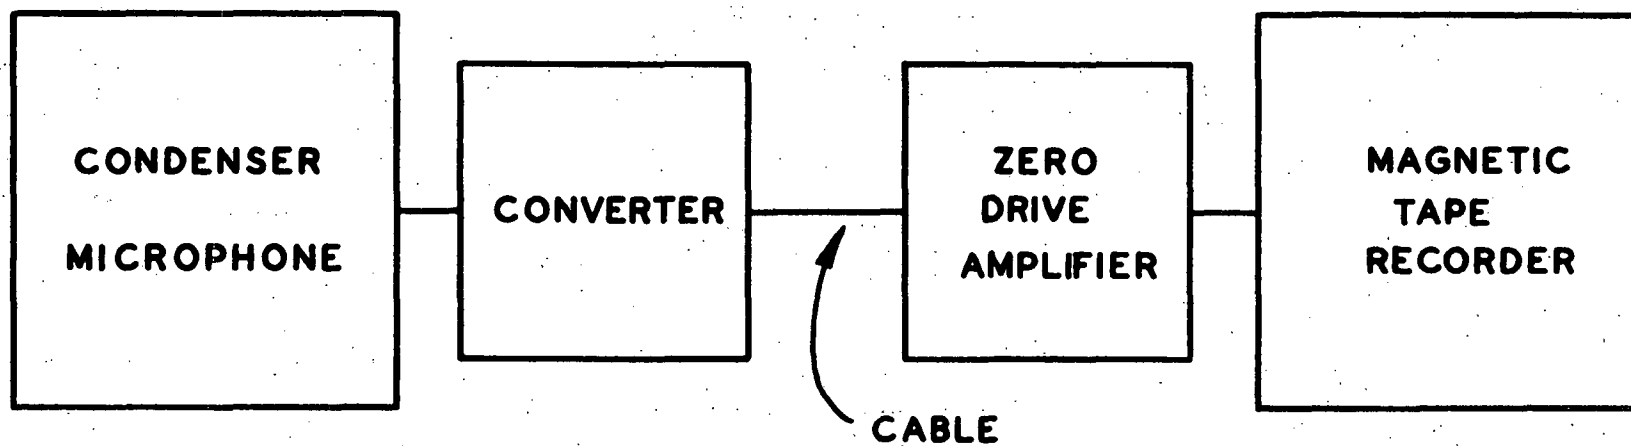 CONDENSER
MICROPHONE
CONVERTER
ZERO
DRIVE
AMPLIFIER
MAGNETIC
TAPE
RECORDER
CABLE